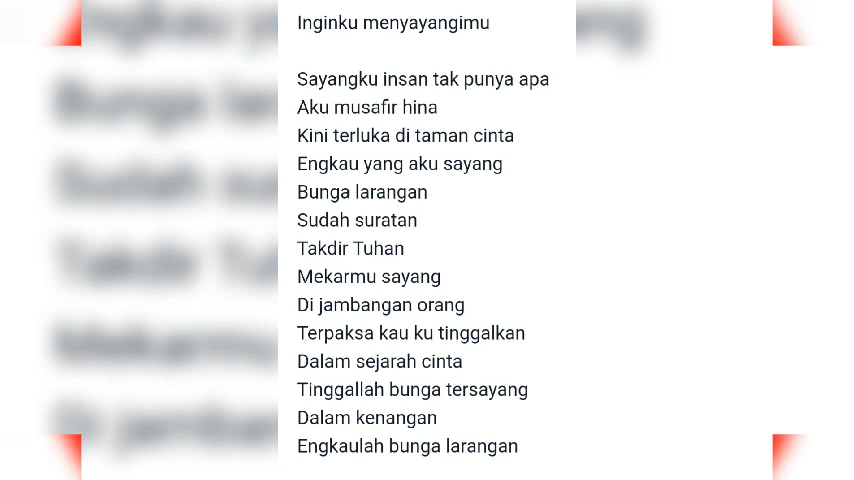 Inginku menyayangimu
Sayangku insan tak punya apa
Aku musafir hina
Kini terluka di taman cinta
Engkau yang aku sayang
Bunga larangan
Sudah suratan
Takdir Tuhan
Mekarmu sayang
Di jambangan orang
Terpaksa kau ku tinggalkan
Dalam sejarah cinta
Tinggallah bunga tersayang
Dalam kenangan
Engkaulah bunga larangan